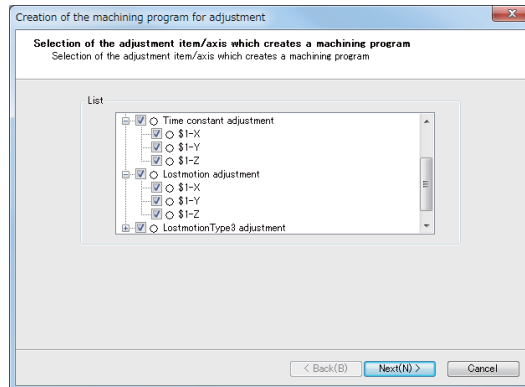 Creation of the machining program for adjustment
Selection of the adjustment item/axis which creates a machining program
Selection of the adjustment item/axis which creates a machining program
List
Time constant adjustment
$1-X
$1-Y
$1-Z
Lostmotion adjustment
$1-X
$1-Y
$1-Z
LostmotionType3 adjustment
< Back(B) Next(N) > Cancel